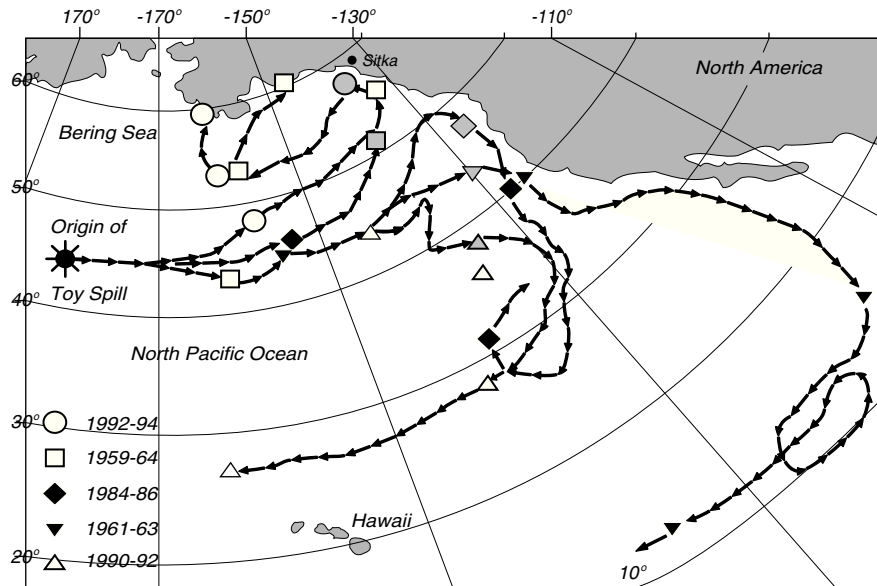 170° -170° -150° -130° -110°
Sitka
60°
North America
Bering Sea
50°
Origin of
Toy Spill
40°
North Pacific Ocean
30°
1992-94
1959-64
1984-86
1961-63
1990-92
Hawaii
20°
10°